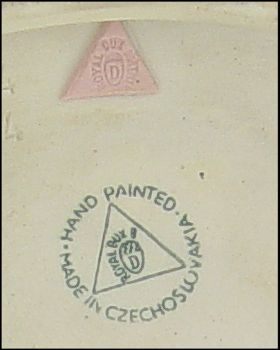 ROYAL DUX
D
·HAND PAINTED·
MADE IN CZECHOSLOVAKIA
ROYAL DUX
D